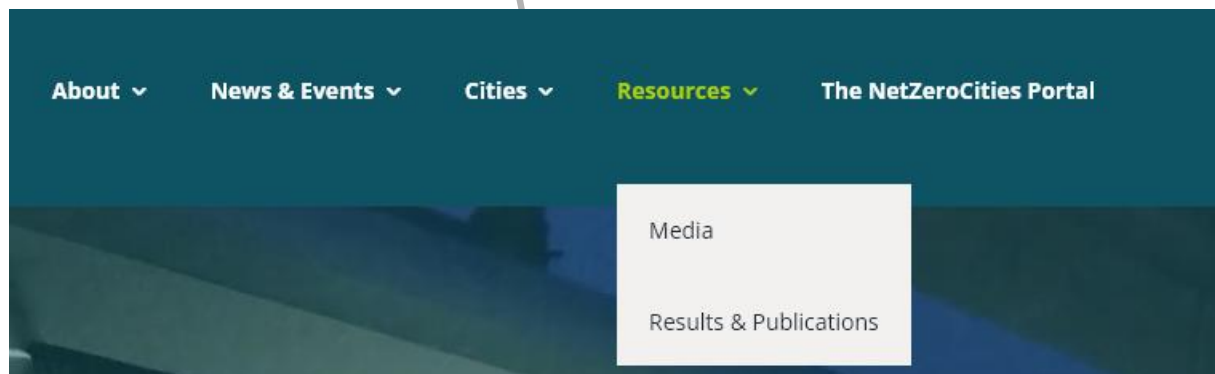 About News & Events Cities Resources The NetZeroCities Portal
Media
Results & Publications